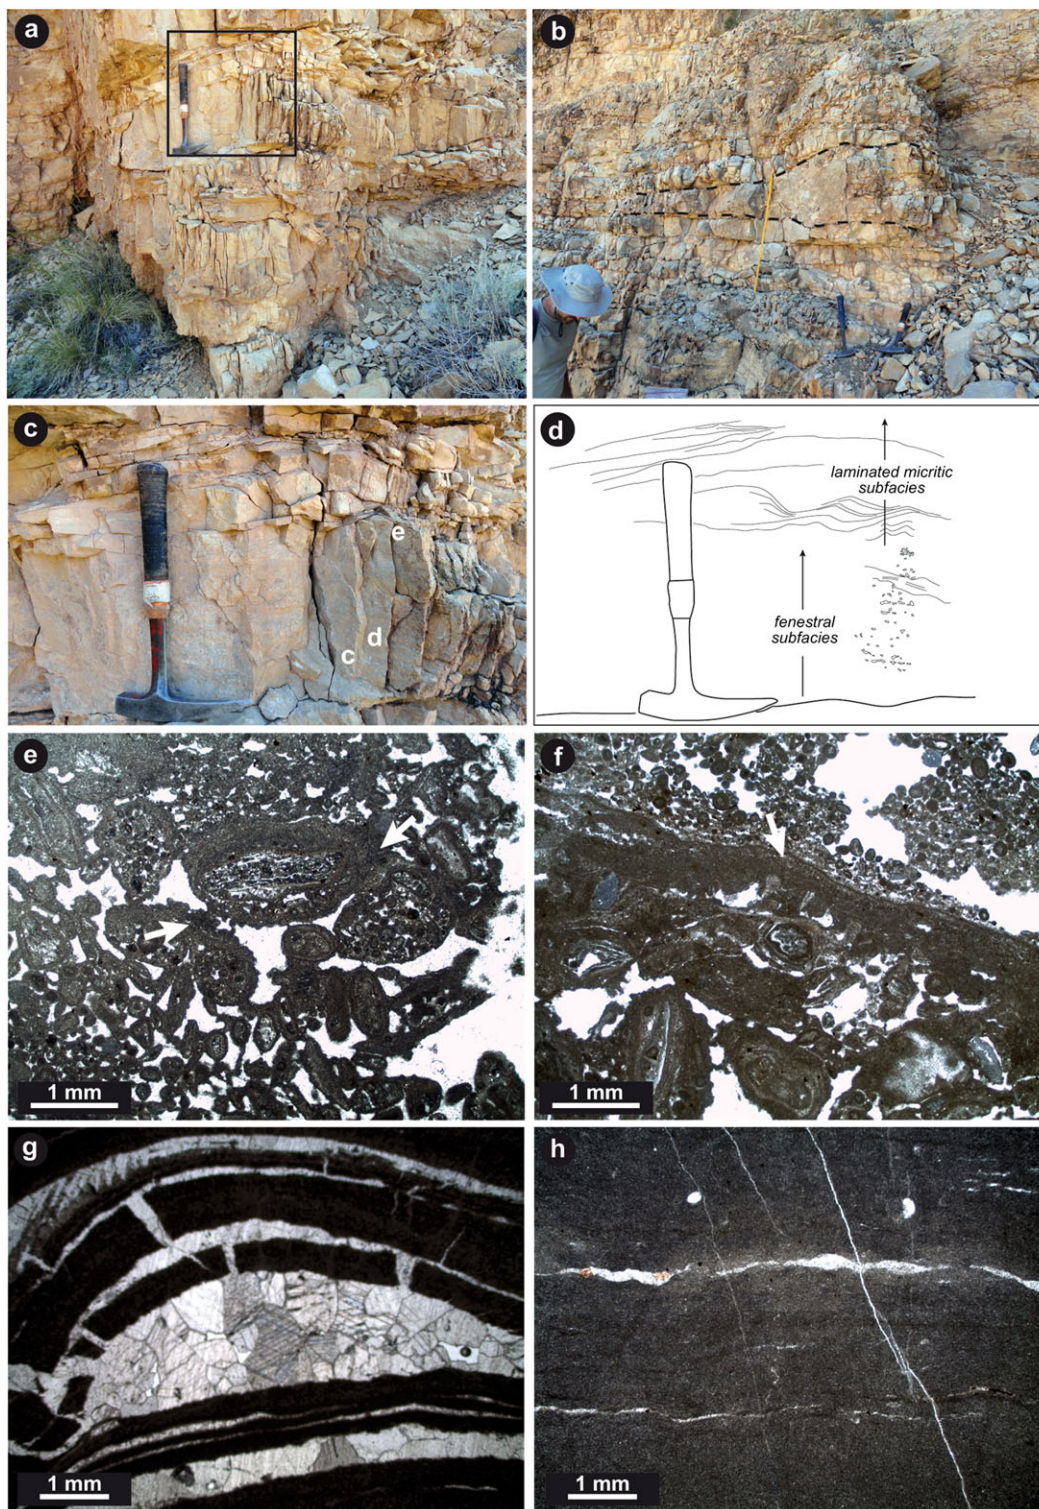 a
b
c
e
d
c
d
laminated micritic
subfacies
fenestral
subfacies
e
1 mm
f
1 mm
g
1 mm
h
1 mm